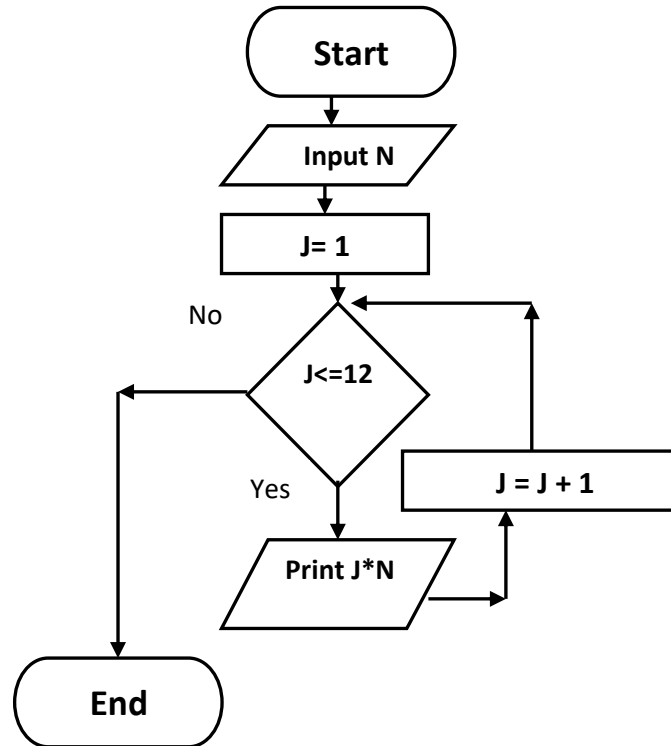 Start
Input N
J= 1
No
J<=12
Yes
J = J + 1
Print J*N
End